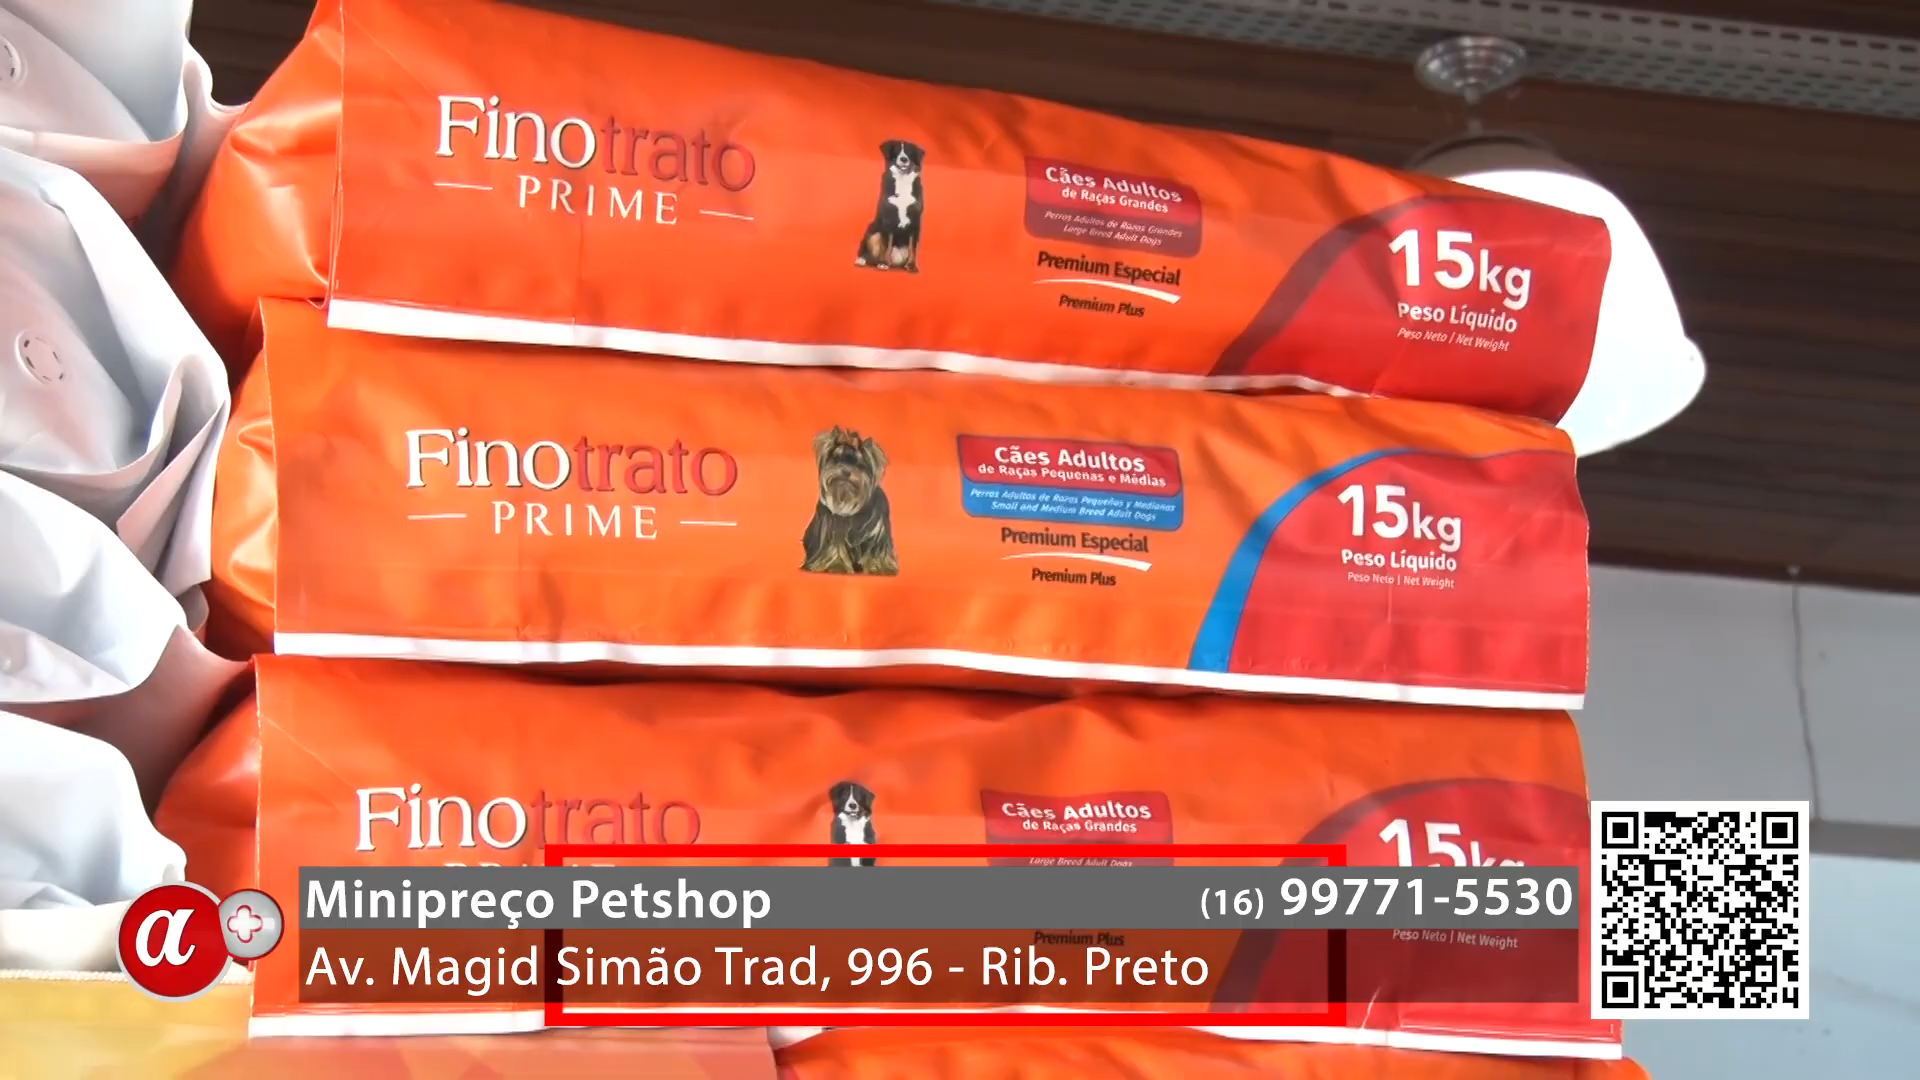 Finotrato
PRIME
Cães Adultos
de Raças Grandes
Perros Adultos de Razas Grandes
Large Breed Adult Dogs
Premium Especial
Premium Plus
15kg
Peso Líquido
Peso Neto | Net Weight
Finotrato
PRIME
Cães Adultos
de Raças Pequenas e Médias
Perros Adultos de Razas Pequeñas y Medianas
Small and Medium Breed Adult Dogs
Premium Especial
Premium Plus
15kg
Peso Líquido
Peso Neto | Net Weight
Finotrato
PRIME
Cães Adultos
de Raças Grandes
Large Breed Adult Dogs
Premium Plus
15kg
Peso Neto | Net Weight
α
Minipreço Petshop
(16) 99771-5530
Av. Magid Simão Trad, 996 - Rib. Preto